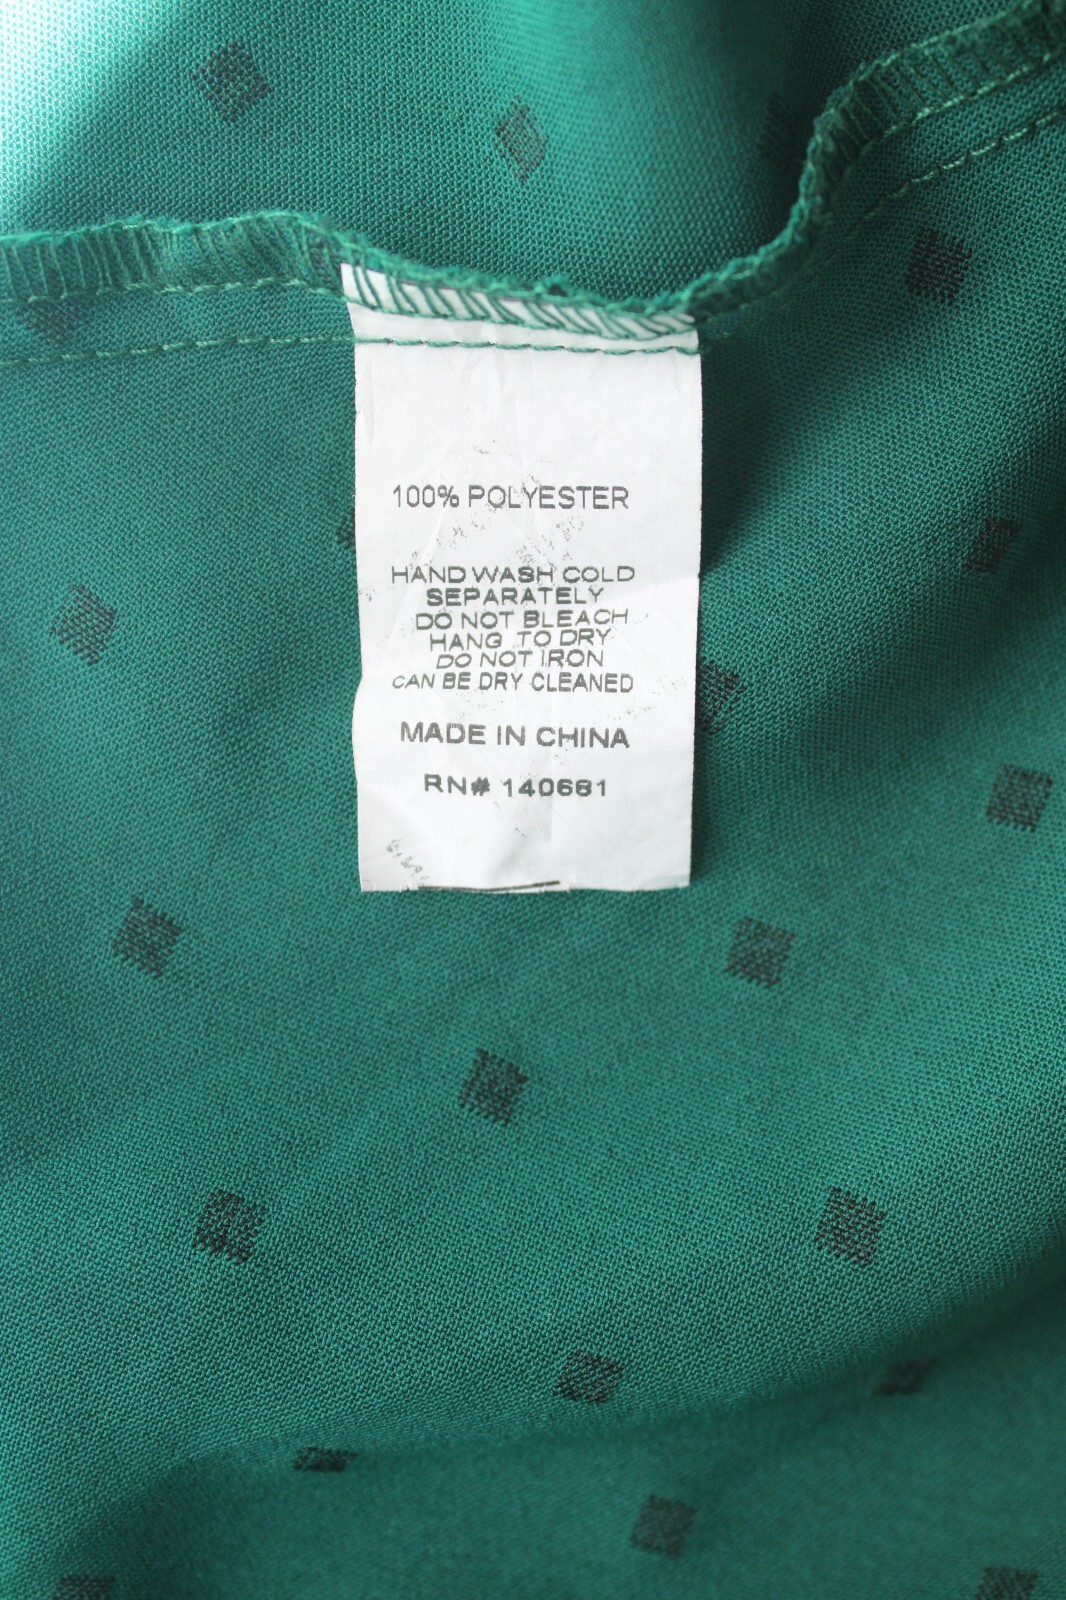 100% POLYESTER
HAND WASH COLD
SEPARATELY
DO NOT BLEACH
HANG TO DRY
DO NOT IRON
CAN BE DRY CLEANED
MADE IN CHINA
RN# 140681